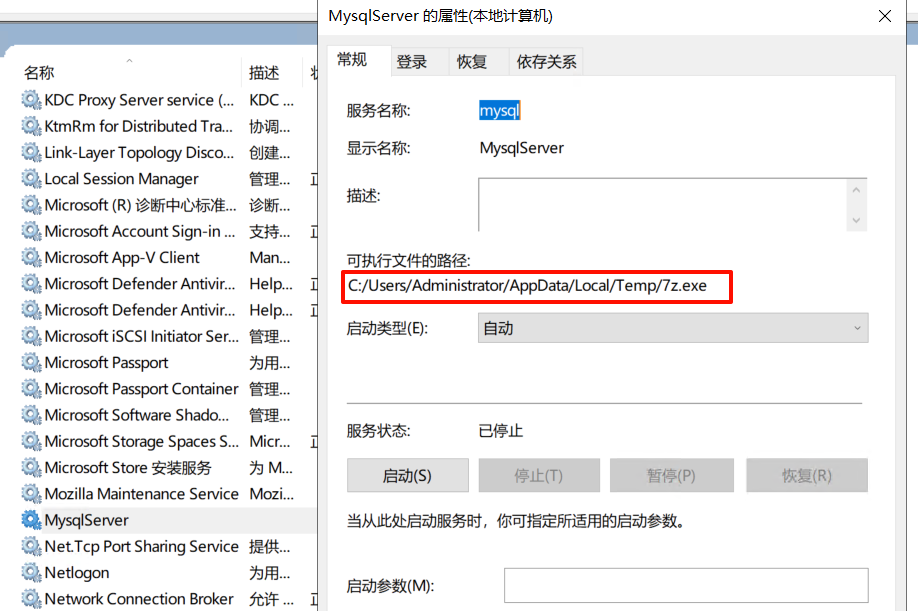 MysqlServer 的属性(本地计算机)
常规 登录 恢复 依存关系
服务名称: mysql
显示名称: MysqlServer
描述:
可执行文件的路径:
C:/Users/Administrator/AppData/Local/Temp/7z.exe
启动类型(E): 自动
服务状态: 已停止
启动(S) 停止(T) 暂停(P) 恢复(R)
当从此处启动服务时，你可指定所适用的启动参数。
启动参数(M):
名称 描述
KDC Proxy Server service (... KDC ...
KtmRm for Distributed Tra... 协调...
Link-Layer Topology Disco... 创建...
Local Session Manager 管理...
Microsoft (R) 诊断中心标准... 诊断...
Microsoft Account Sign-in ... 支持...
Microsoft App-V Client Man...
Microsoft Defender Antivir... Help...
Microsoft Defender Antivir... Help...
Microsoft iSCSI Initiator Ser... 管理...
Microsoft Passport 为用...
Microsoft Passport Container 管理...
Microsoft Software Shado... 管理...
Microsoft Storage Spaces S... Micr...
Microsoft Store 安装服务 为 M...
Mozilla Maintenance Service Mozi...
MysqlServer
Net.Tcp Port Sharing Service 提供...
Netlogon 为用...
Network Connection Broker 允许 ...